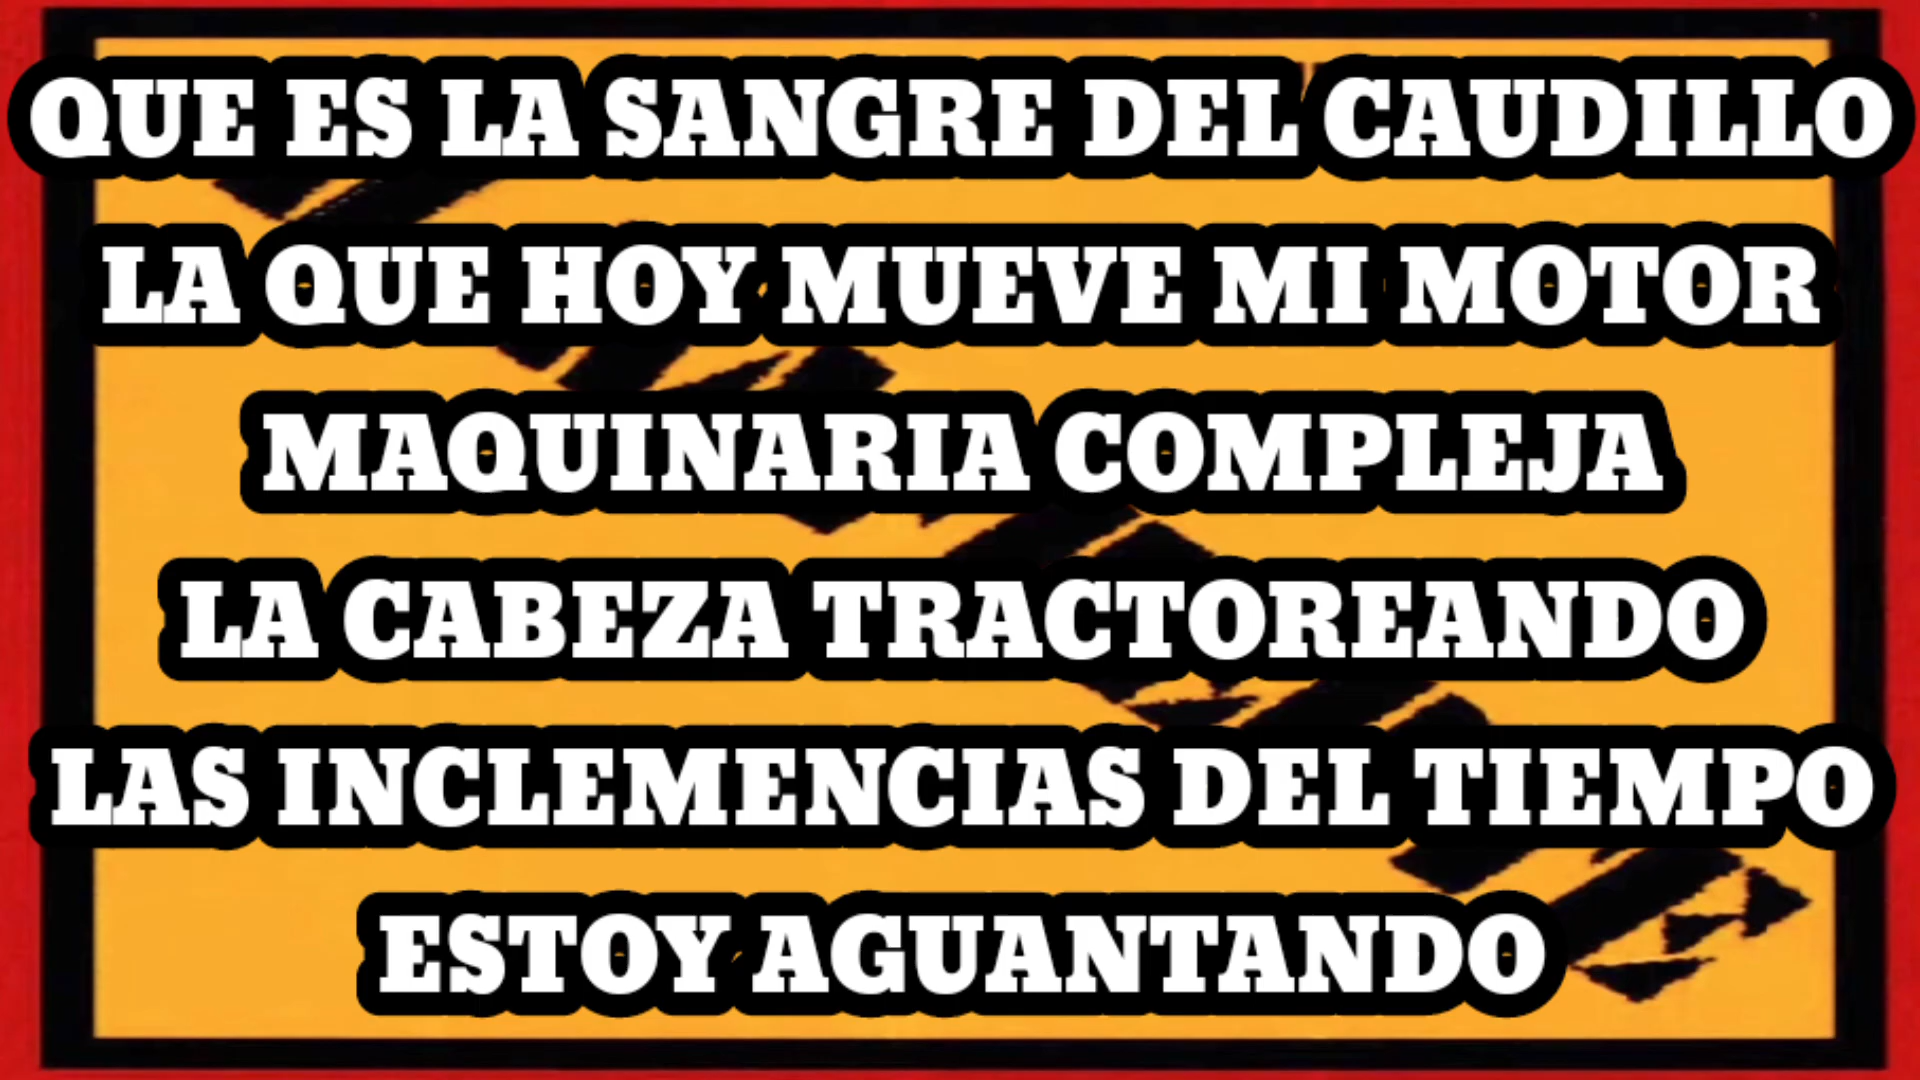 QUE ES LA SANGRE DEL CAUDILLO
LA QUE HOY MUEVE MI MOTOR
MAQUINARIA COMPLEJA
LA CABEZA TRACTOREANDO
LAS INCLEMENCIAS DEL TIEMPO
ESTOY AGUANTANDO